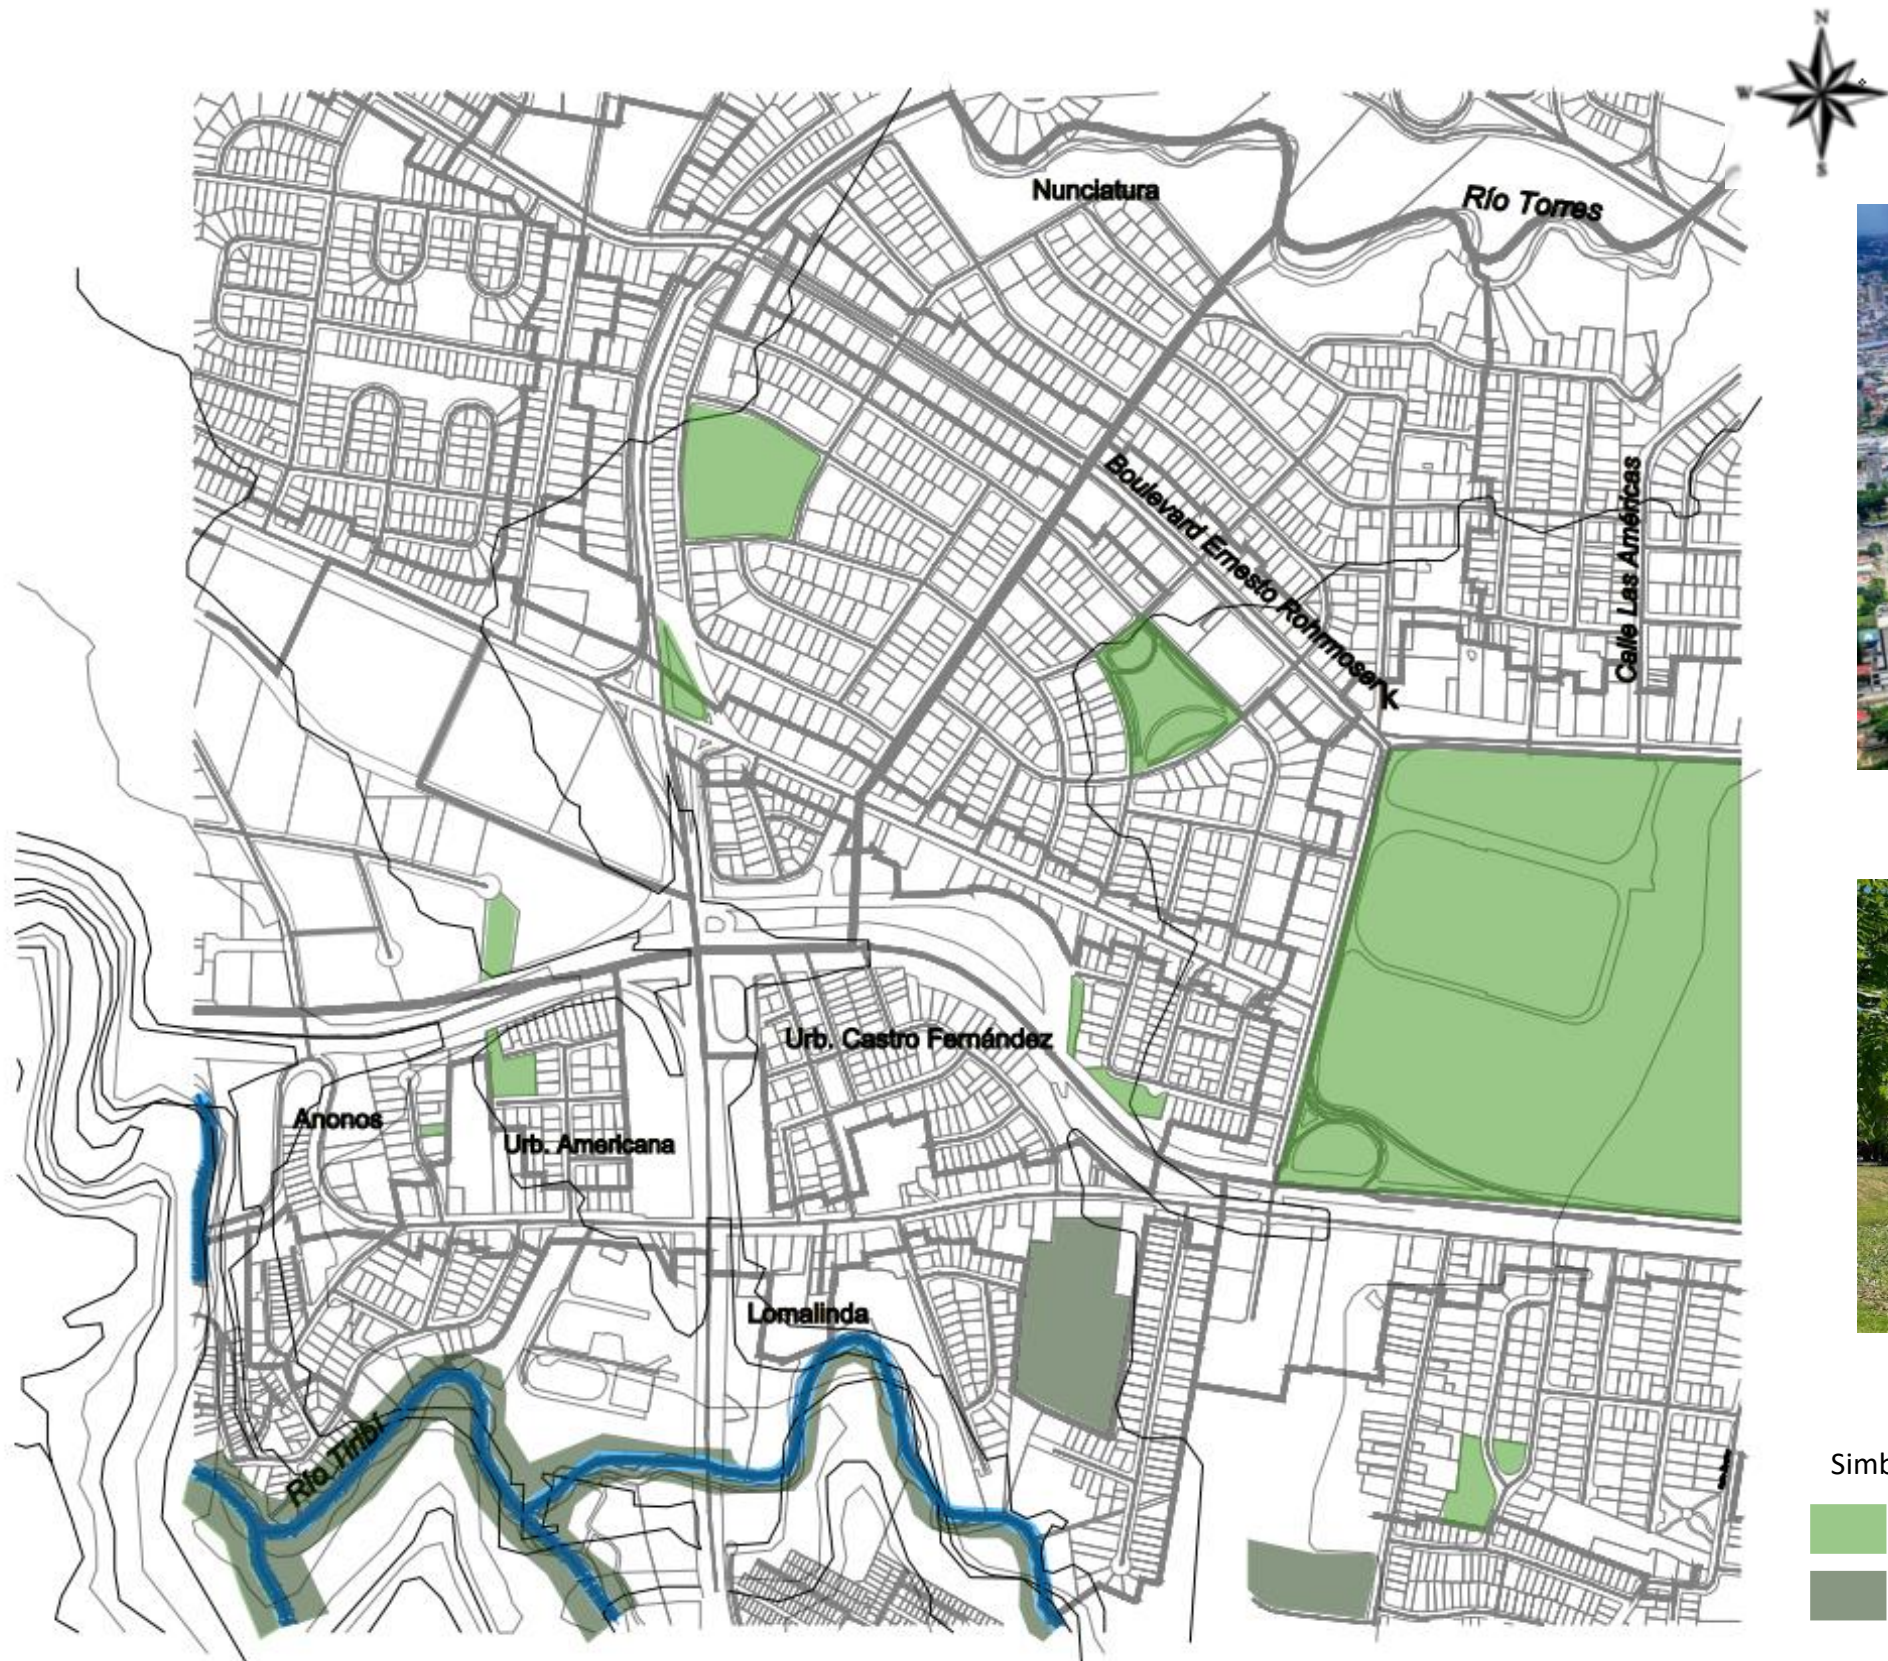 N
W
S
Nunciatura
Río Torres
Boulevard Ernesto Rohrmoser
Calle Las Américas
Urb. Castro Fernández
Anonos
Urb. Americana
Lomalinda
Río Tiribí
Simb